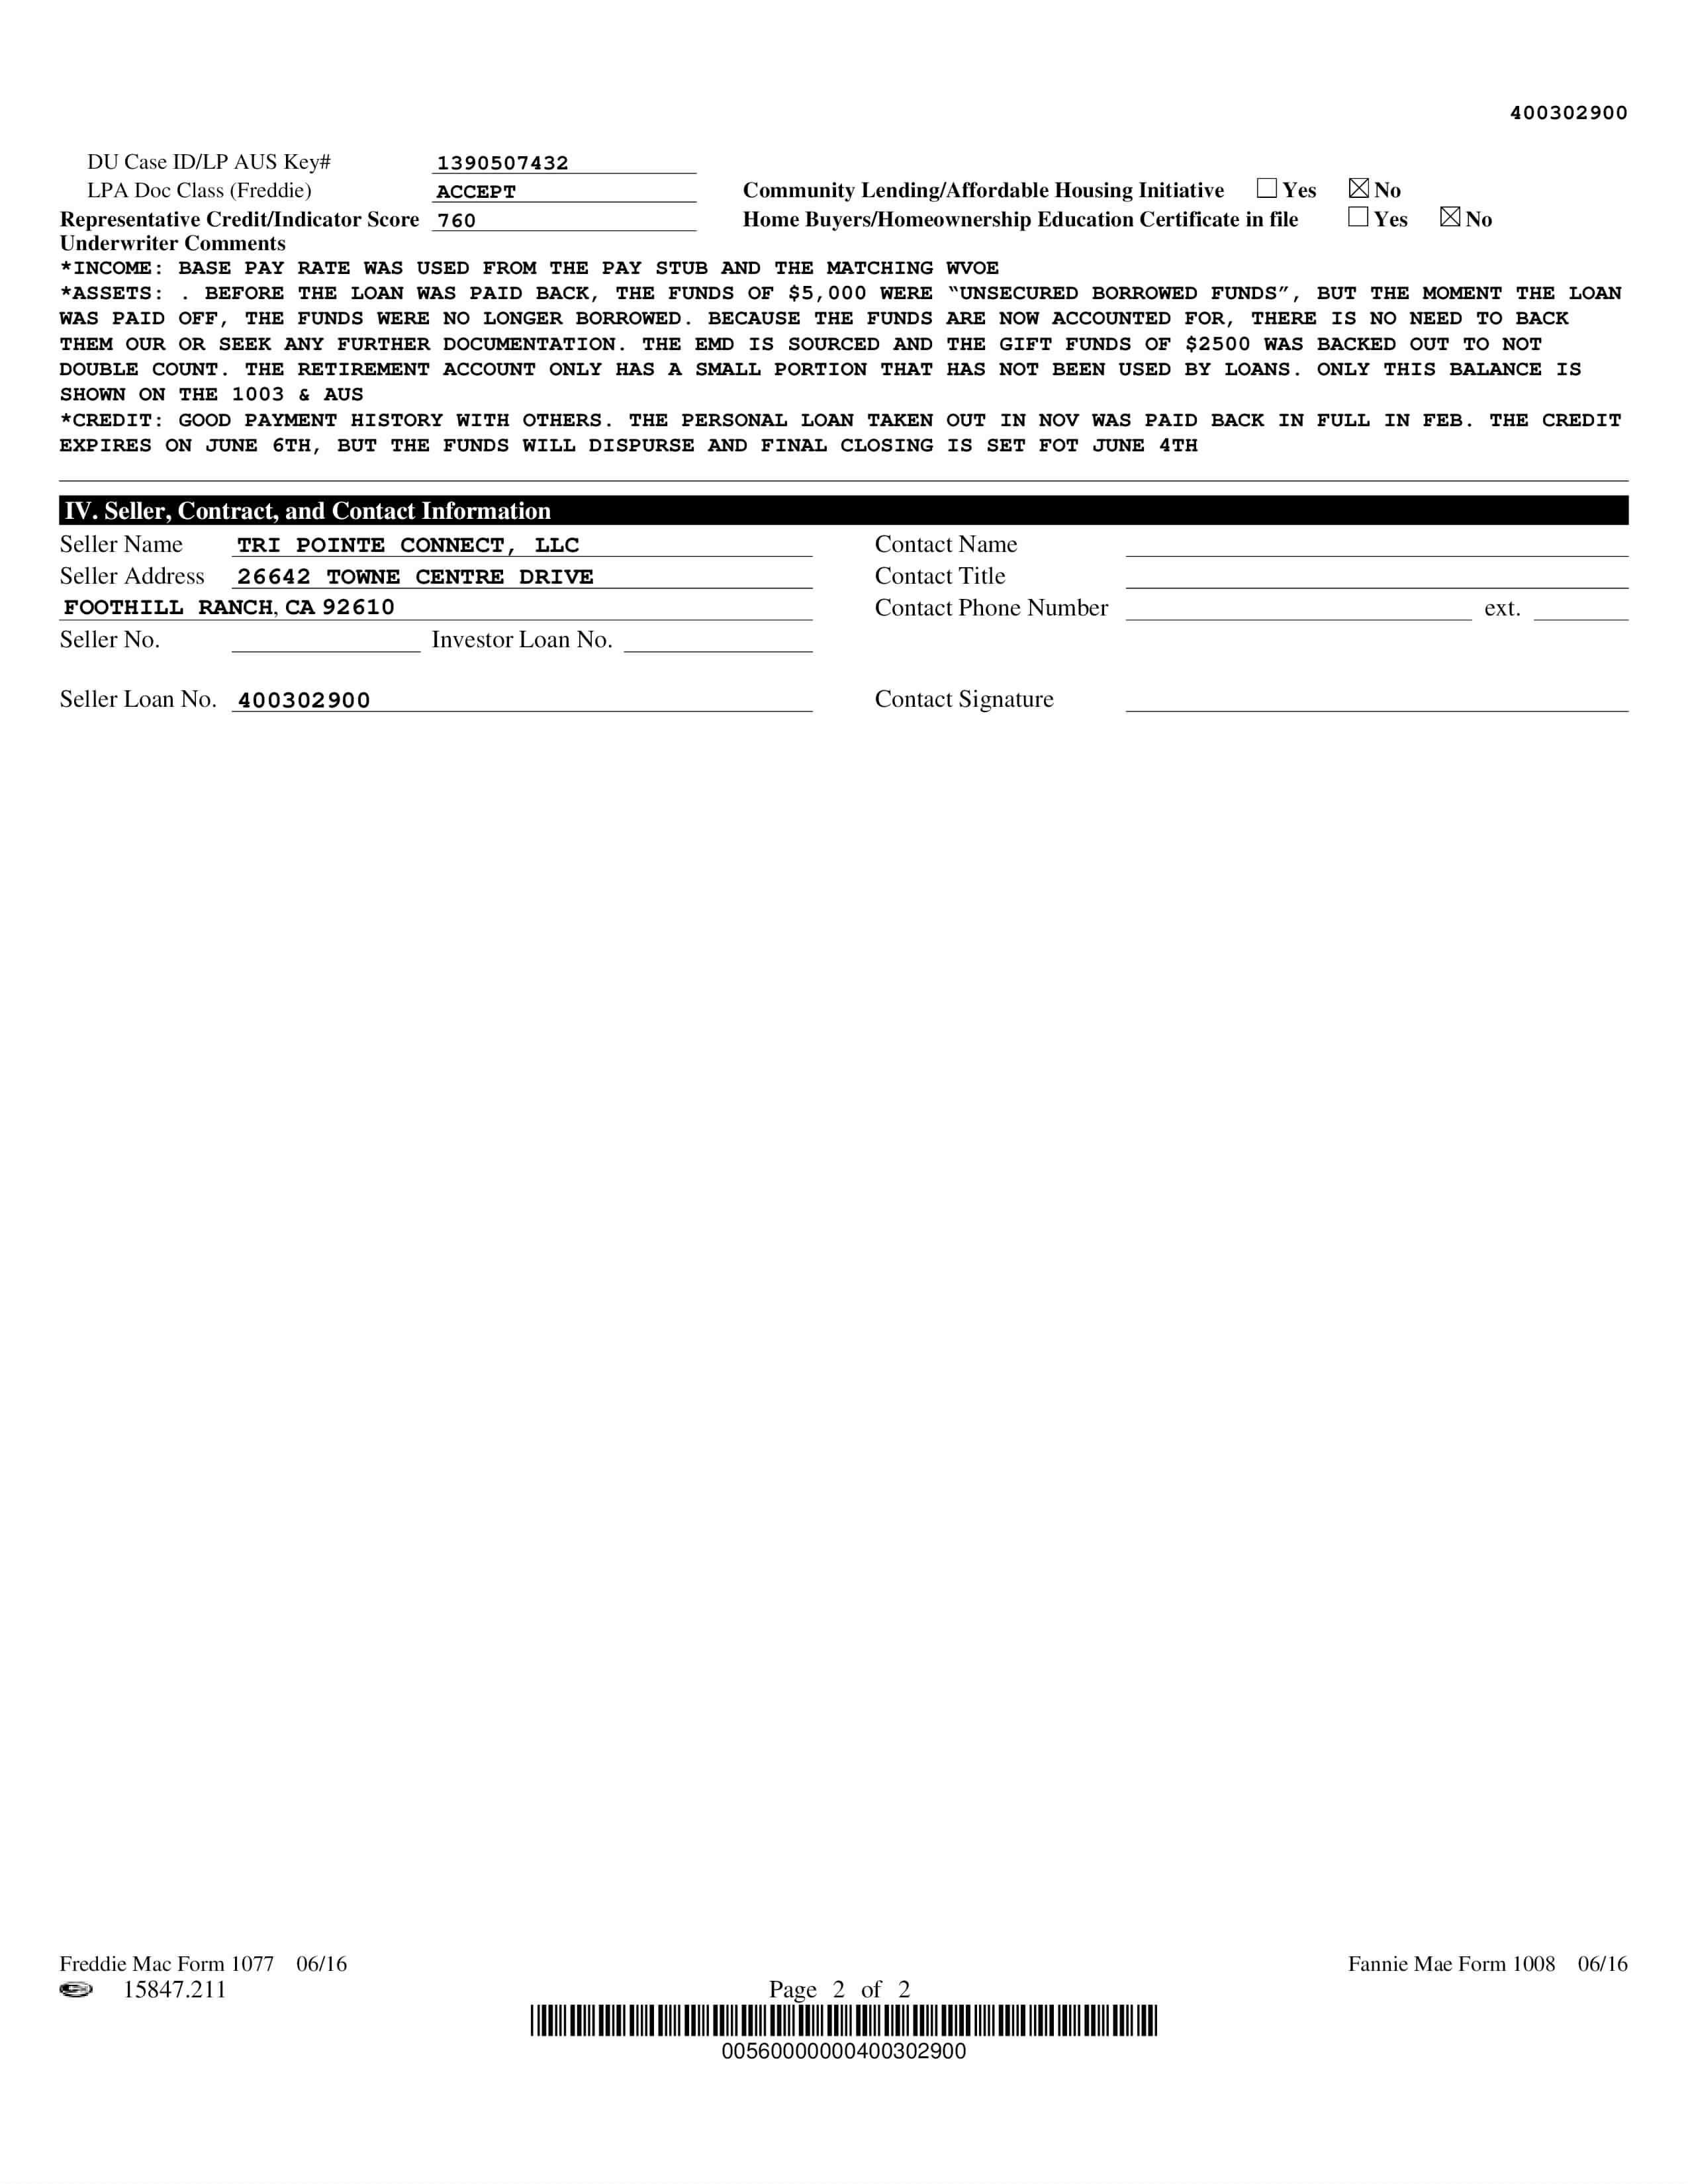 400302900
DU Case ID/LP AUS Key# 1390507432
LPA Doc Class (Freddie) ACCEPT Community Lending/Affordable Housing Initiative Yes No
Representative Credit/Indicator Score 760 Home Buyers/Homeownership Education Certificate in file Yes No
Underwriter Comments
*INCOME: BASE PAY RATE WAS USED FROM THE PAY STUB AND THE MATCHING WVOE
*ASSETS: . BEFORE THE LOAN WAS PAID BACK, THE FUNDS OF $5,000 WERE “UNSECURED BORROWED FUNDS”, BUT THE MOMENT THE LOAN
WAS PAID OFF, THE FUNDS WERE NO LONGER BORROWED. BECAUSE THE FUNDS ARE NOW ACCOUNTED FOR, THERE IS NO NEED TO BACK
THEM OUR OR SEEK ANY FURTHER DOCUMENTATION. THE EMD IS SOURCED AND THE GIFT FUNDS OF $2500 WAS BACKED OUT TO NOT
DOUBLE COUNT. THE RETIREMENT ACCOUNT ONLY HAS A SMALL PORTION THAT HAS NOT BEEN USED BY LOANS. ONLY THIS BALANCE IS
SHOWN ON THE 1003 & AUS
*CREDIT: GOOD PAYMENT HISTORY WITH OTHERS. THE PERSONAL LOAN TAKEN OUT IN NOV WAS PAID BACK IN FULL IN FEB. THE CREDIT
EXPIRES ON JUNE 6TH, BUT THE FUNDS WILL DISPURSE AND FINAL CLOSING IS SET FOT JUNE 4TH
IV. Seller, Contract, and Contact Information
Seller Name TRI POINTE CONNECT, LLC Contact Name
Seller Address 26642 TOWNE CENTRE DRIVE Contact Title
FOOTHILL RANCH, CA 92610 Contact Phone Number ext.
Seller No. Investor Loan No.
Seller Loan No. 400302900 Contact Signature
Freddie Mac Form 1077 06/16 Fannie Mae Form 1008 06/16
15847.211 Page 2 of 2
00560000000400302900